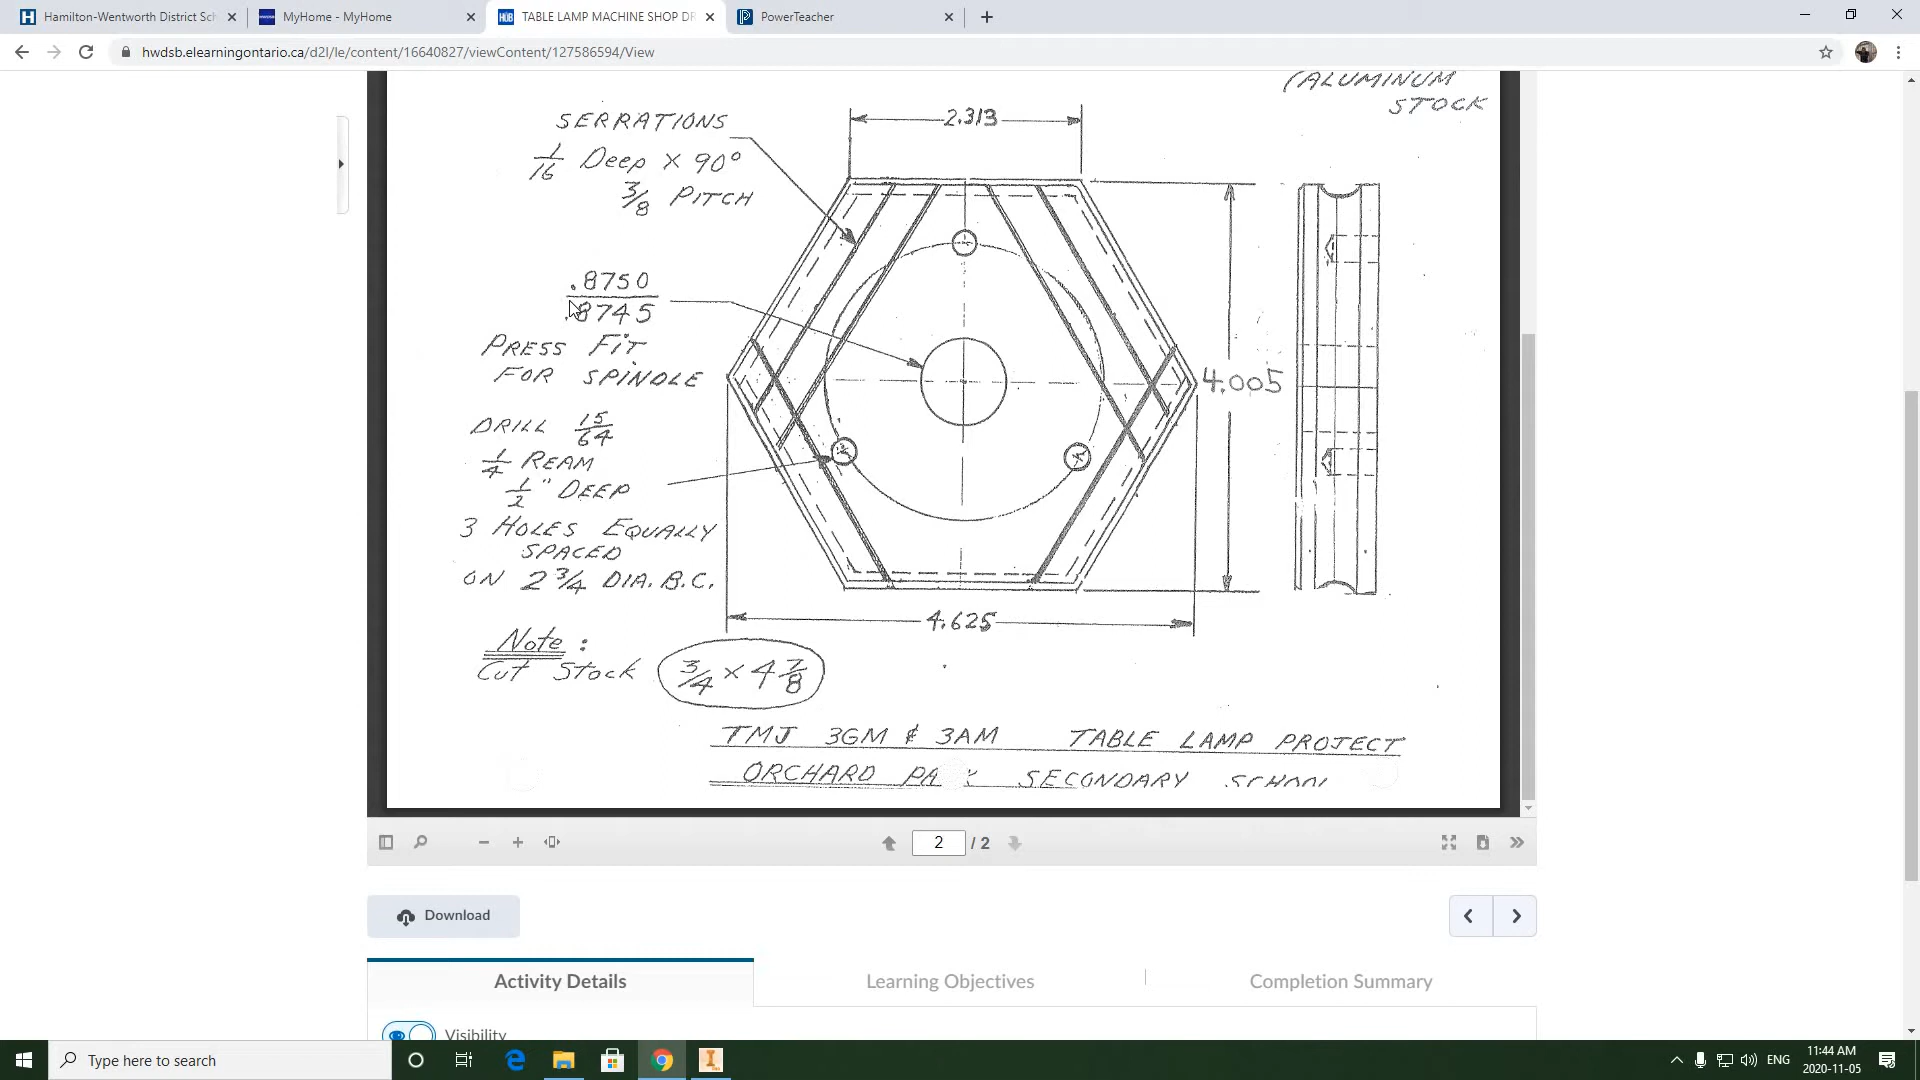 Hamilton-Wentworth District Sch
MyHome - MyHome
TABLE LAMP MACHINE SHOP DR
PowerTeacher
hwdsb.elearningontario.ca/d2l/le/content/16640827/viewContent/127586594/View
(ALUMINUM
STOCK
SERRATIONS
1/16 Deep X 90°
3/8 PITCH
2.313
.8750
.8745
PRESS FIT
FOR SPINDLE
4.005
DRILL 15/64
1/4 REAM
1/2" DEEP
3 HOLES EQUALLY
SPACED
ON 2 3/4 DIA. B.C.
4.625
Note:
Cut Stock 3/4 x 4 7/8
TMJ 3GM & 3AM TABLE LAMP PROJECT
ORCHARD SECONDARY SCHOOL
2 / 2
Download
Activity Details
Learning Objectives
Completion Summary
Visibility
Type here to search
ENG
11:44 AM
2020-11-05